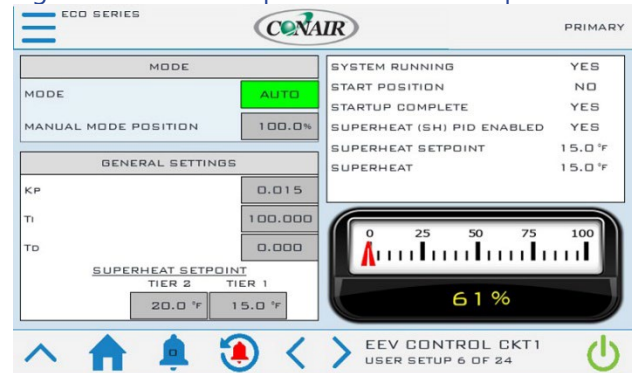 ECO SERIES
CONAIR
PRIMARY
MODE
MODE AUTO
MANUAL MODE POSITION 100.0%
GENERAL SETTINGS
KP 0.015
TI 100.000
TD 0.000
SUPERHEAT SETPOINT
TIER 2 TIER 1
20.0 °F 15.0 °F
SYSTEM RUNNING YES
START POSITION NO
STARTUP COMPLETE YES
SUPERHEAT (SH) PID ENABLED YES
SUPERHEAT SETPOINT 15.0 °F
SUPERHEAT 15.0 °F
0 25 50 75 100
61%
0
EEV CONTROL CKT1
USER SETUP 6 OF 24